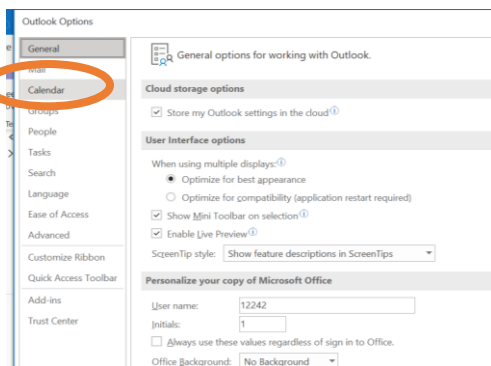 Outlook Options
General
Mail
Calendar
Groups
People
Tasks
Search
Language
Ease of Access
Advanced
Customize Ribbon
Quick Access Toolbar
Add-ins
Trust Center
General options for working with Outlook.
Cloud storage options
Store my Outlook settings in the cloud
User Interface options
When using multiple displays:
Optimize for best appearance
Optimize for compatibility (application restart required)
Show Mini Toolbar on selection
Enable Live Preview
ScreenTip style: Show feature descriptions in ScreenTips
Personalize your copy of Microsoft Office
User name: 12242
Initials: 1
Always use these values regardless of sign in to Office.
Office Background: No Background